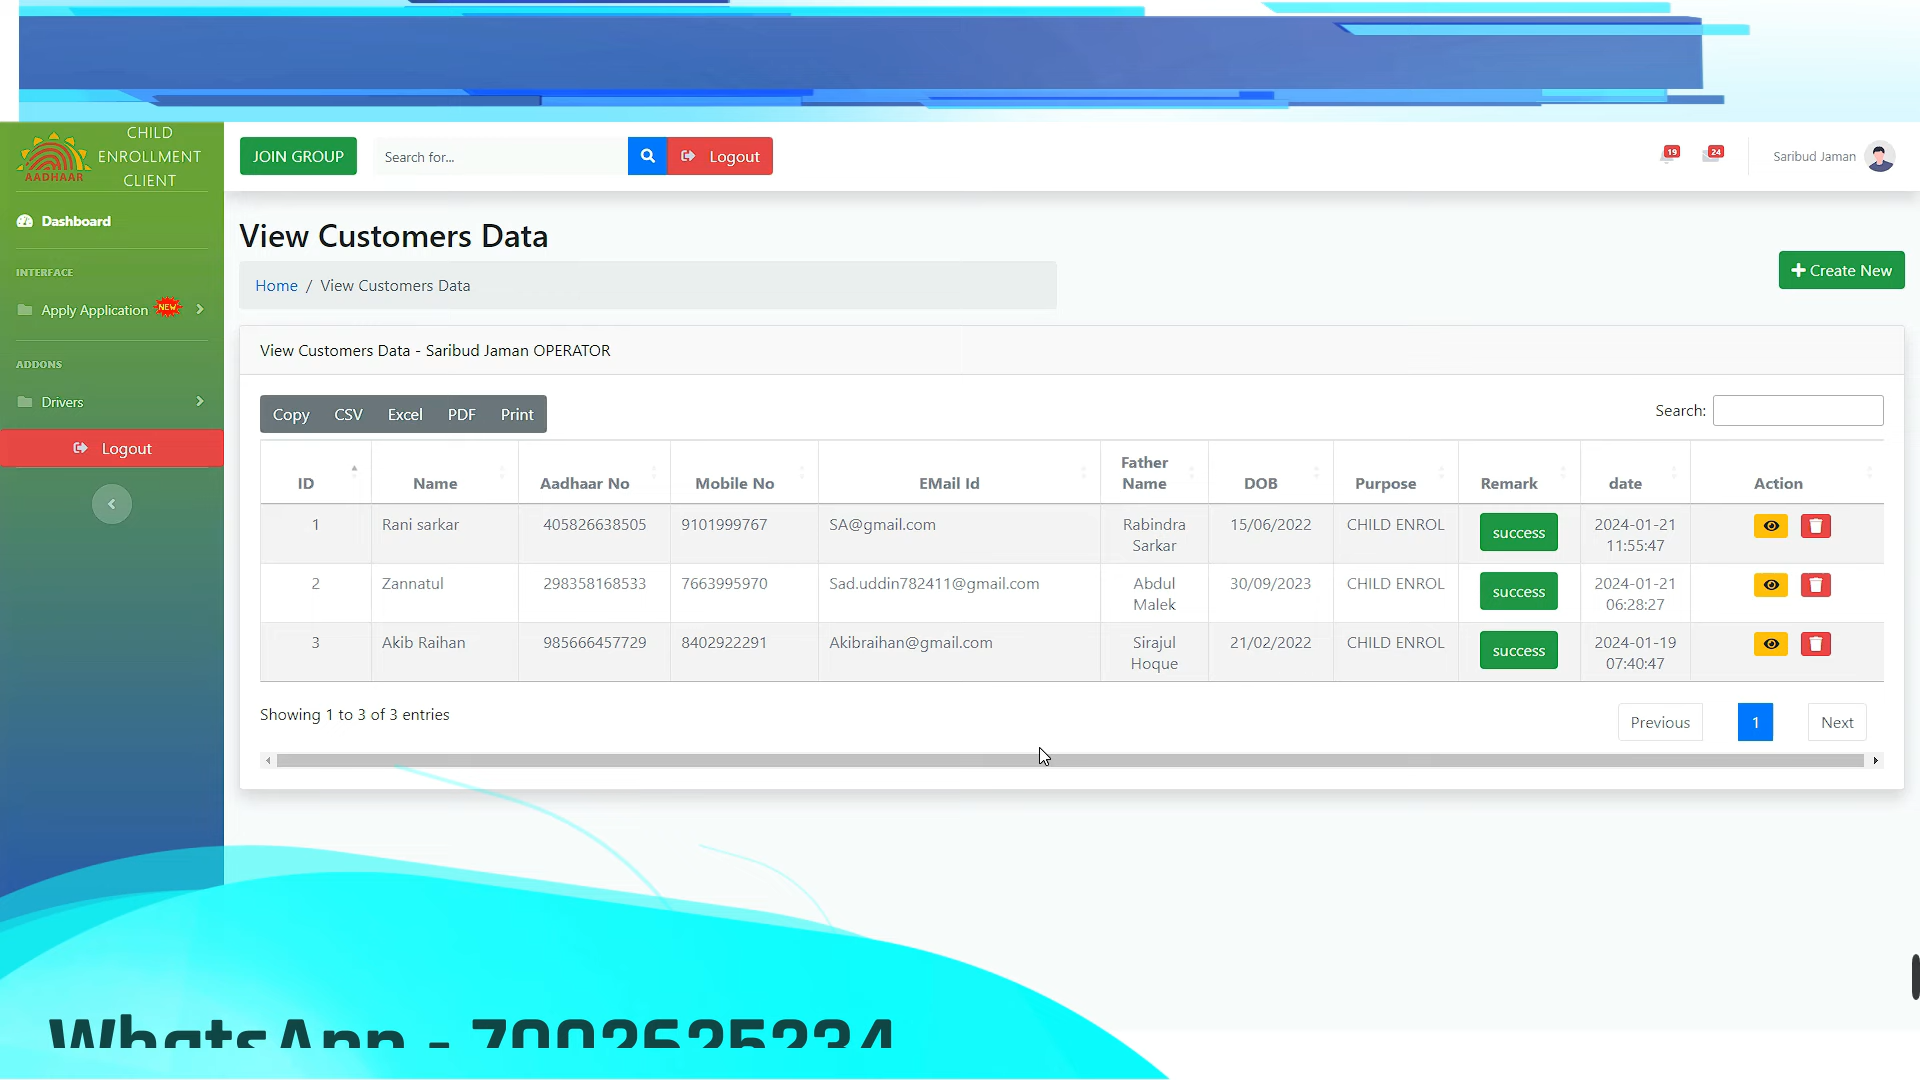 CHILD
ENROLLMENT
CLIENT
AADHAAR
JOIN GROUP
Search for...
Logout
19
24
Saribud Jaman
Dashboard
INTERFACE
Apply Application NEW
ADDONS
Drivers
Logout
View Customers Data
Home / View Customers Data
Create New
View Customers Data - Saribud Jaman OPERATOR
Copy CSV Excel PDF Print
Search:
ID Name Aadhaar No Mobile No EMail Id Father Name DOB Purpose Remark date Action
1 Rani sarkar 405826638505 9101999767 SA@gmail.com Rabindra Sarkar 15/06/2022 CHILD ENROL success 2024-01-21 11:55:47
2 Zannatul 298358168533 7663995970 Sad.uddin782411@gmail.com Abdul Malek 30/09/2023 CHILD ENROL success 2024-01-21 06:28:27
3 Akib Raihan 985666457729 8402922291 Akibraihan@gmail.com Sirajul Hoque 21/02/2022 CHILD ENROL success 2024-01-19 07:40:47
Showing 1 to 3 of 3 entries
Previous 1 Next
WhatsApp - 7002625234